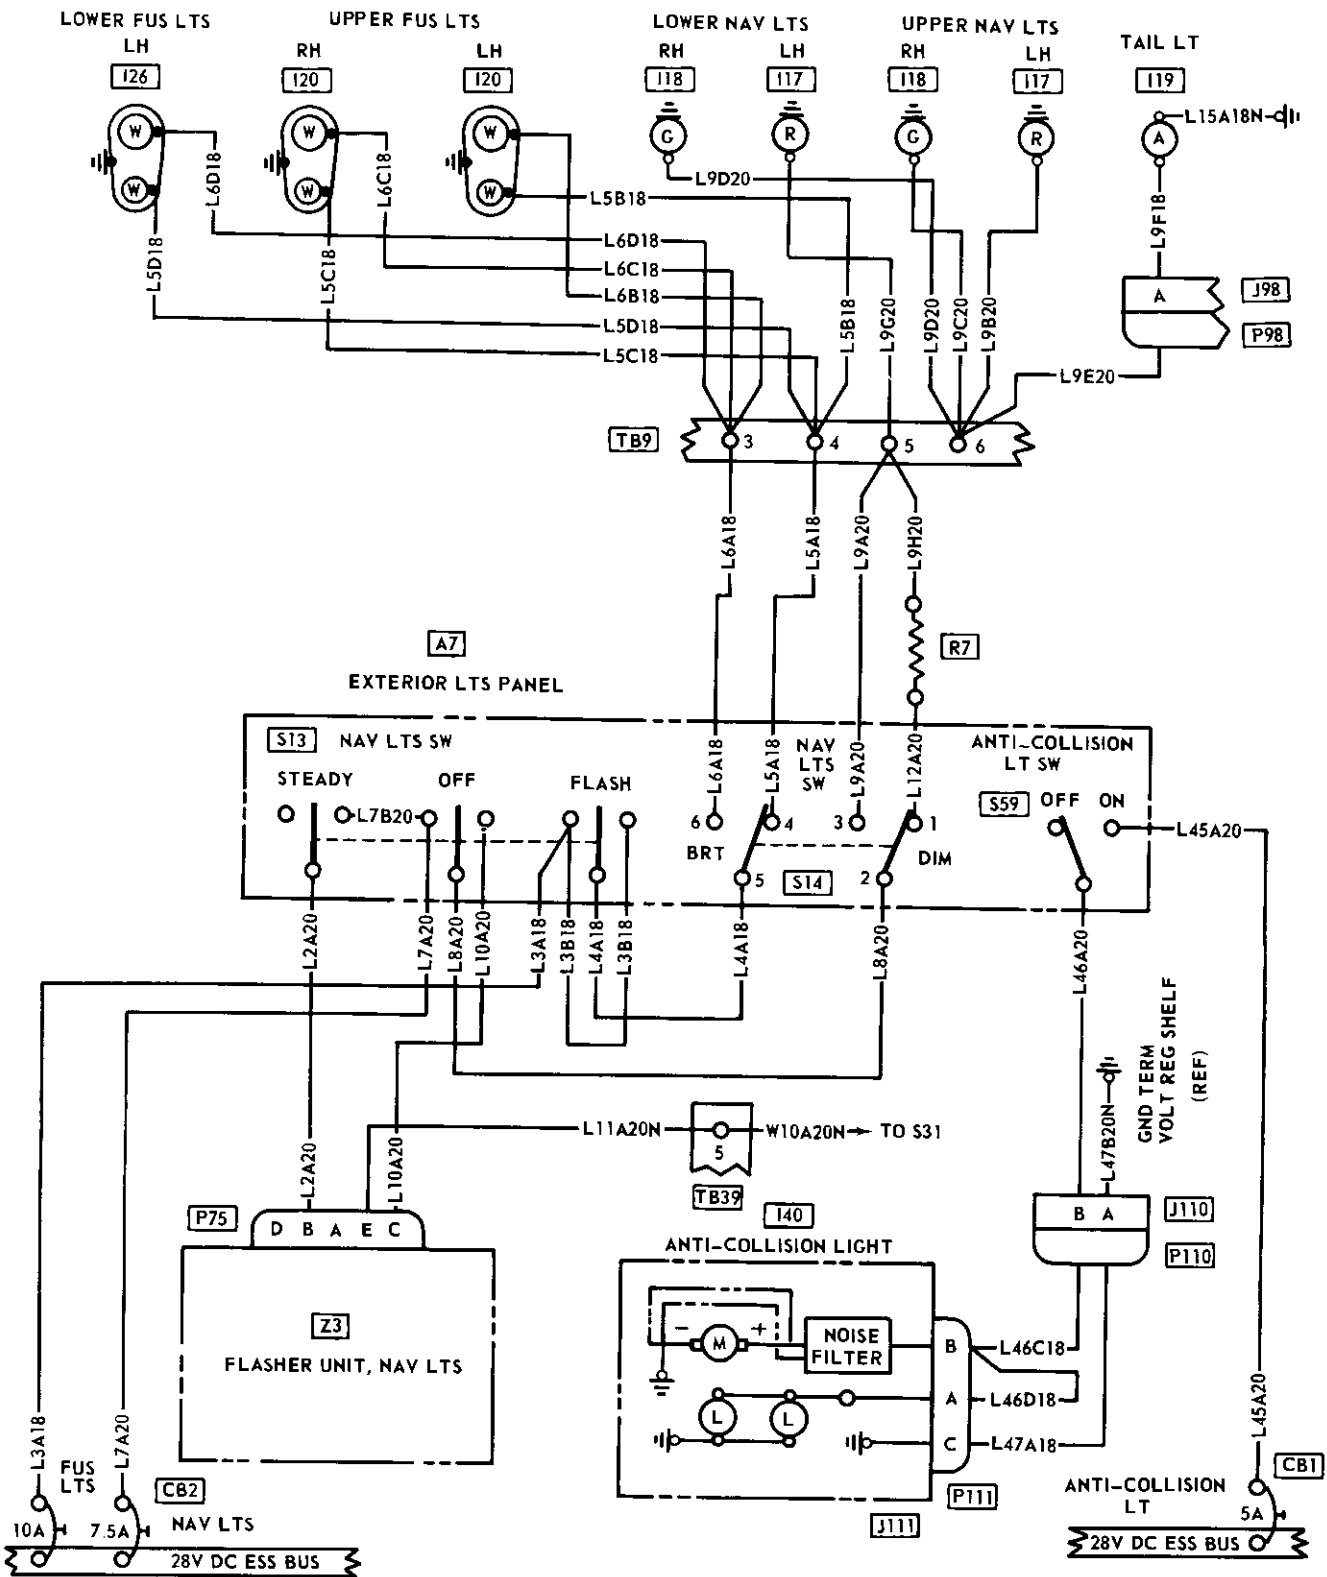 LOWER FUS LTS
UPPER FUS LTS
LOWER NAV LTS
UPPER NAV LTS
TAIL LT
LH
RH
LH
RH
LH
RH
LH
I26
I20
I20
I18
I17
I18
I17
I19
W
W
W
G
R
G
R
A
L15A18N
W
W
W
L6D18
L6C18
L9D20
L5B18
L9F18
L5D18
L5C18
L6D18
L6C18
L6B18
L5D18
L5C18
L5B18
L9G20
L9D20
L9C20
L9B20
A
J98
P98
L9E20
TB9
3
4
5
6
L6A18
L5A18
L9A20
L9H20
A7
R7
EXTERIOR LTS PANEL
S13
NAV LTS SW
L6A18
L5A18
NAV
LTS
SW
L9A20
L12A20
ANTI-COLLISION
LT SW
STEADY
OFF
FLASH
S59
OFF
ON
L7B20
6
4
3
1
L45A20
BRT
DIM
5
S14
2
L2A20
L7A20
L8A20
L10A20
L3A18
L3B18
L4A18
L3B18
L4A18
L8A20
L46A20
GND TERM
VOLT REG SHELF
(REF)
L47B20N
L11A20N
W10A20N
TO S31
5
TB39
L2A20
L10A20
P75
D B A E C
I40
B A
J110
P110
ANTI-COLLISION LIGHT
Z3
FLASHER UNIT, NAV LTS
-
M
+
NOISE
FILTER
B
L46C18
L
L
A
L46D18
C
L47A18
P111
J111
L3A18
L7A20
L45A20
FUS
LTS
CB2
NAV LTS
10A
7.5A
28V DC ESS BUS
ANTI-COLLISION
LT
CB1
5A
28V DC ESS BUS